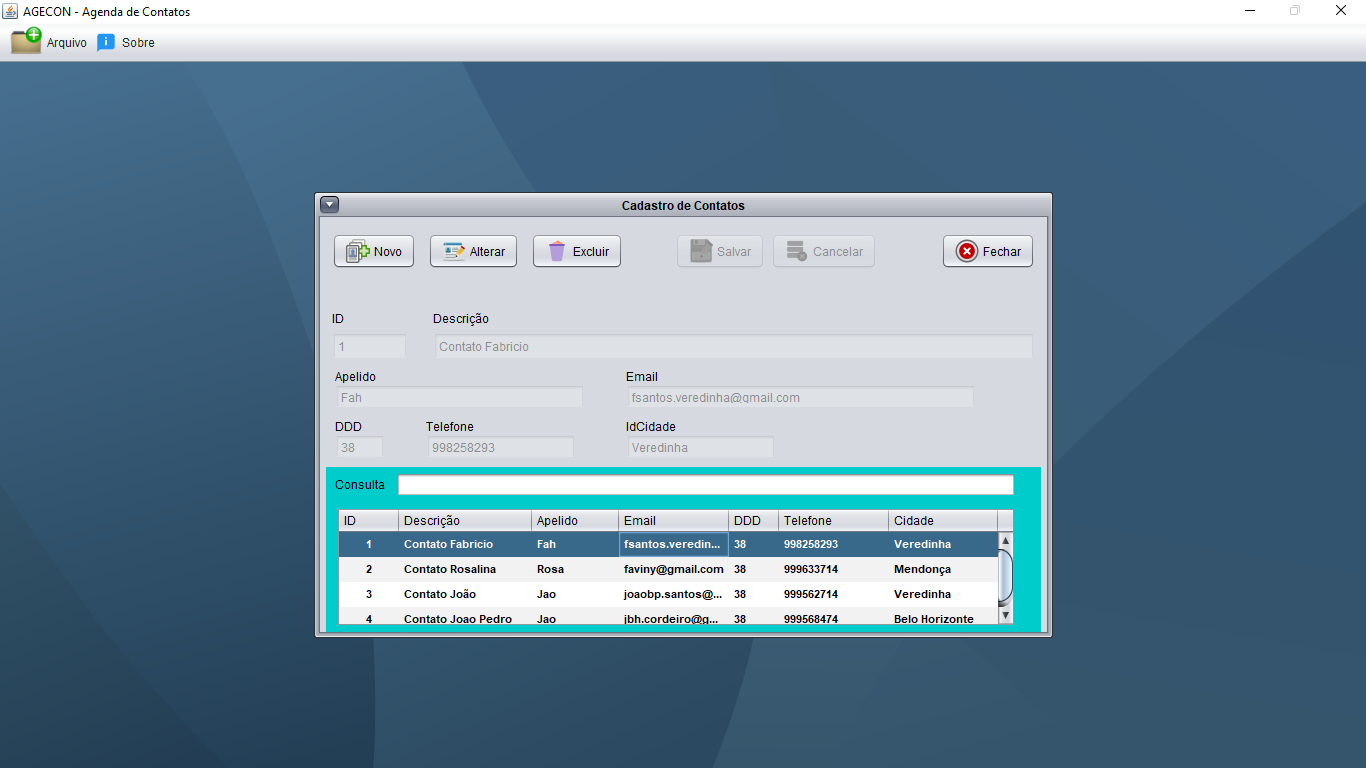 AGECON - Agenda de Contatos
Arquivo Sobre
Cadastro de Contatos
Novo Alterar Excluir Salvar Cancelar Fechar
ID Descrição
1 Contato Fabricio
Apelido Email
Fah fsantos.veredinha@gmail.com
DDD Telefone IdCidade
38 998258293 Veredinha
Consulta
ID Descrição Apelido Email DDD Telefone Cidade
1 Contato Fabricio Fah fsantos.veredin... 38 998258293 Veredinha
2 Contato Rosalina Rosa faviny@gmail.com 38 999633714 Mendonça
3 Contato João Jao joaobp.santos@... 38 999562714 Veredinha
4 Contato Joao Pedro Jao jbh.cordeiro@g... 38 999568474 Belo Horizonte